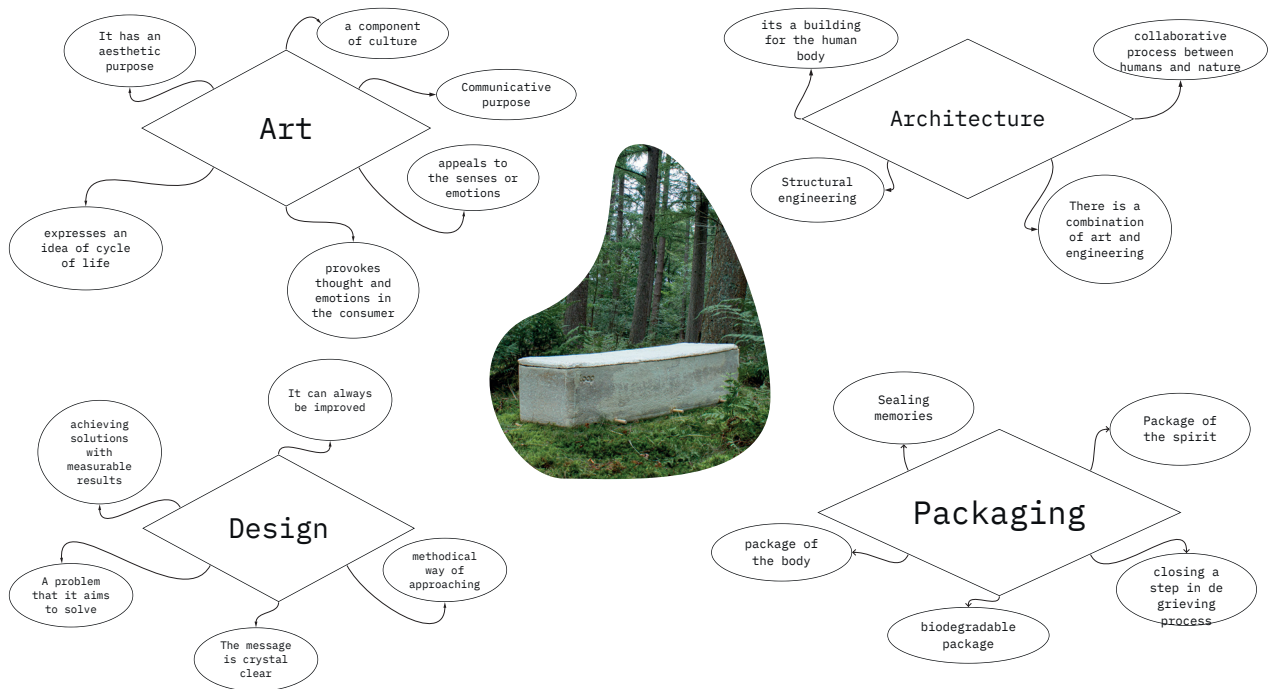 It has an
aesthetic
purpose
a component
of culture
Communicative
purpose
Art
appeals to
the senses or
emotions
expresses an
idea of cycle
of life
provokes
thought and
emotions in
the consumer
its a building
for the human
body
collaborative
process between
humans and nature
Architecture
Structural
engineering
There is a
combination
of art and
engineering
It can always
be improved
achieving
solutions
with
measurable
results
Design
methodical
way of
approaching
A problem
that it aims
to solve
The message
is crystal
clear
Sealing
memories
Package of
the spirit
Packaging
package of
the body
closing a
step in de
grieving
process
biodegradable
package